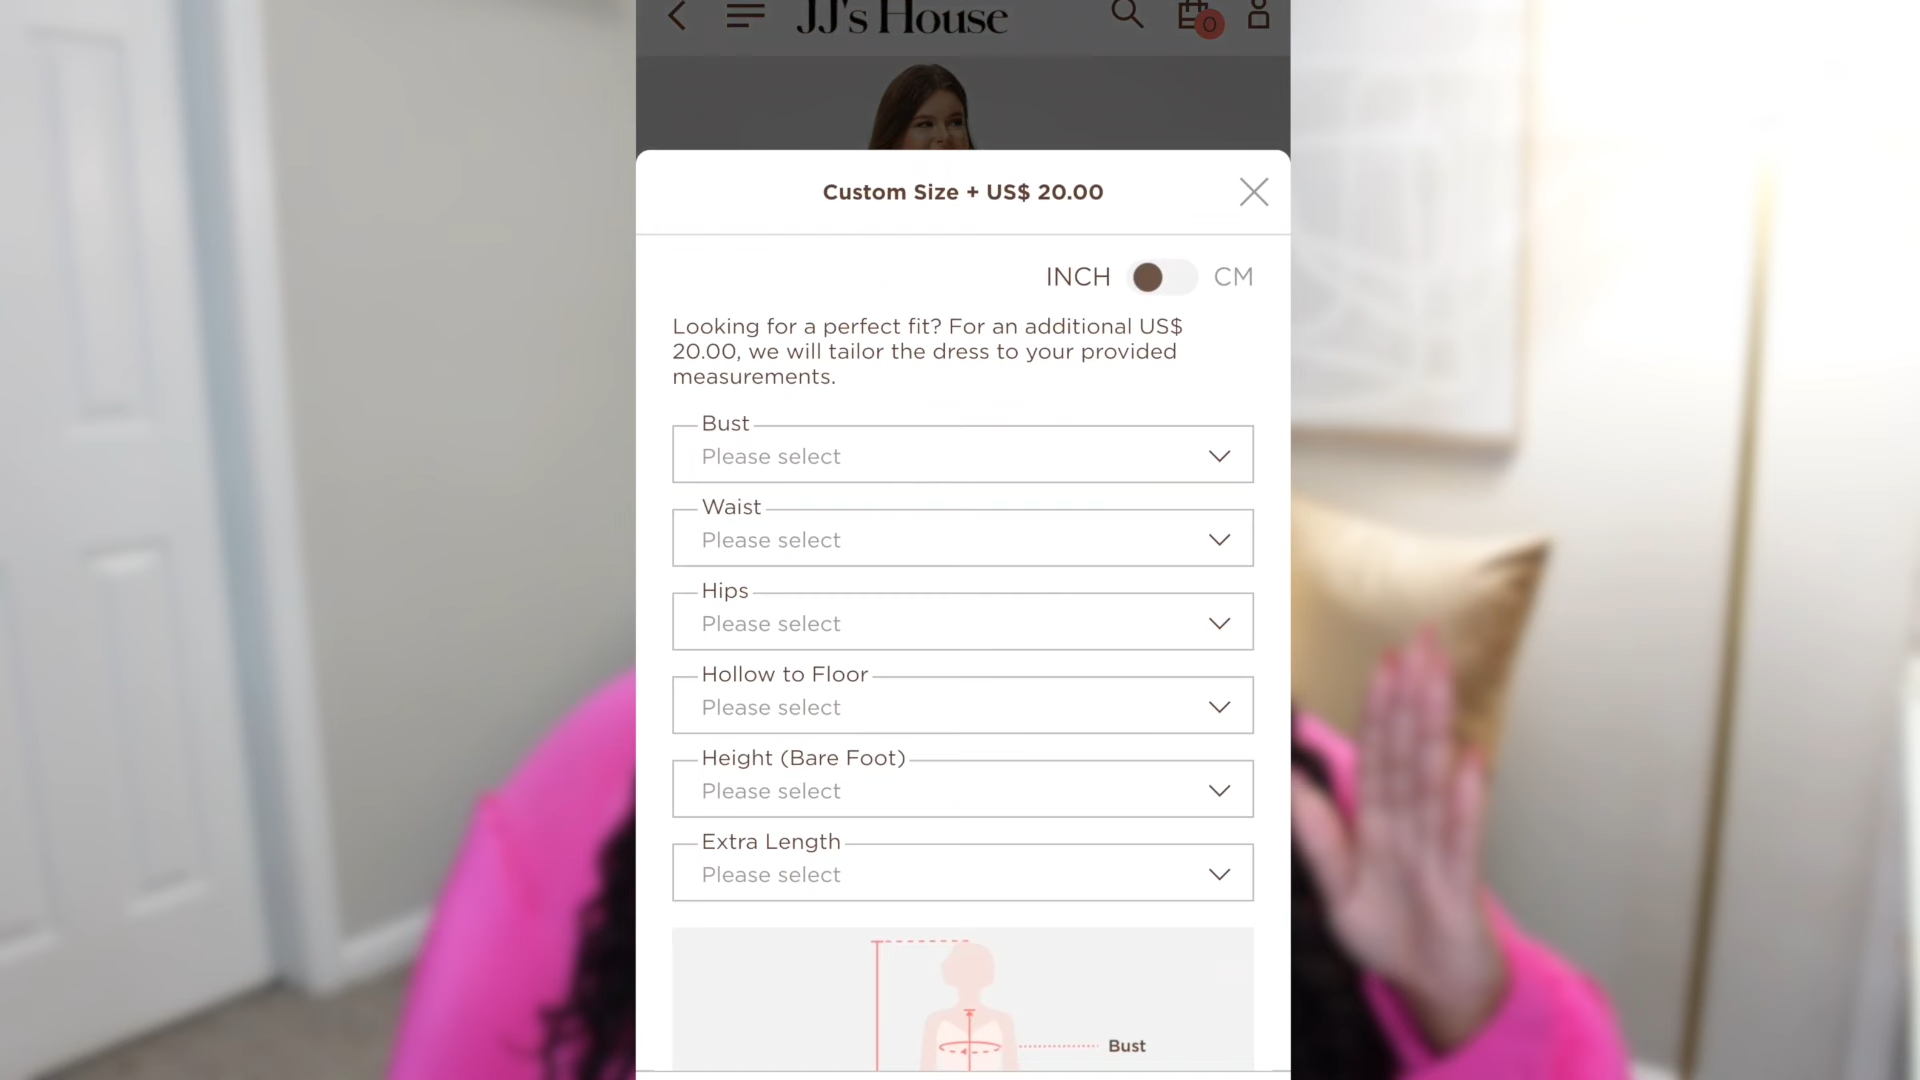 JJ's House
0
Custom Size + US$ 20.00
INCH CM
Looking for a perfect fit? For an additional US$
20.00, we will tailor the dress to your provided
measurements.
Bust
Please select
Waist
Please select
Hips
Please select
Hollow to Floor
Please select
Height (Bare Foot)
Please select
Extra Length
Please select
Bust